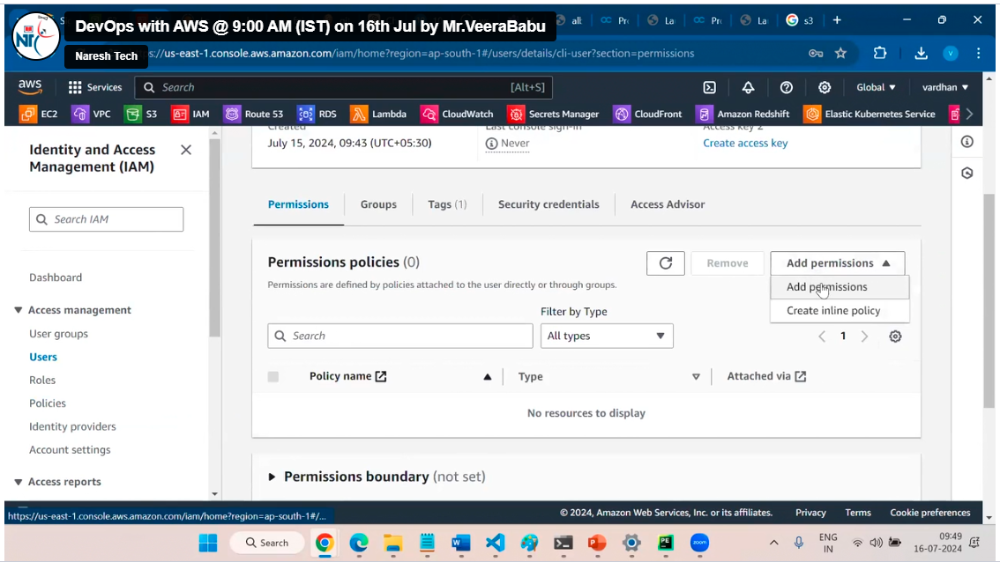 DevOps with AWS @ 9:00 AM (IST) on 16th Jul by Mr.VeeraBabu
Naresh Tech
all
Pr
La
Pr
La
s3
s://us-east-1.console.aws.amazon.com/iam/home?region=ap-south-1#/users/details/cli-user?section=permissions
aws
Services
Search
[Alt+S]
Global
vardhan
EC2
VPC
S3
IAM
Route 53
RDS
Lambda
CloudWatch
Secrets Manager
CloudFront
Amazon Redshift
Elastic Kubernetes Service
Identity and Access
Management (IAM)
Search IAM
Dashboard
Access management
User groups
Users
Roles
Policies
Identity providers
Account settings
Access reports
Created
July 15, 2024, 09:43 (UTC+05:30)
Last console sign-in
Never
Access key 2
Create access key
Permissions
Groups
Tags (1)
Security credentials
Access Advisor
Permissions policies (0)
Remove
Add permissions
Permissions are defined by policies attached to the user directly or through groups.
Add permissions
Create inline policy
Filter by Type
Search
All types
1
Policy name
Type
Attached via
No resources to display
Permissions boundary (not set)
https://us-east-1.console.aws.amazon.com/iam/home?region=ap-south-1#/...
© 2024, Amazon Web Services, Inc. or its affiliates.
Privacy
Terms
Cookie preferences
Search
zoom
ENG
IN
09:49
16-07-2024